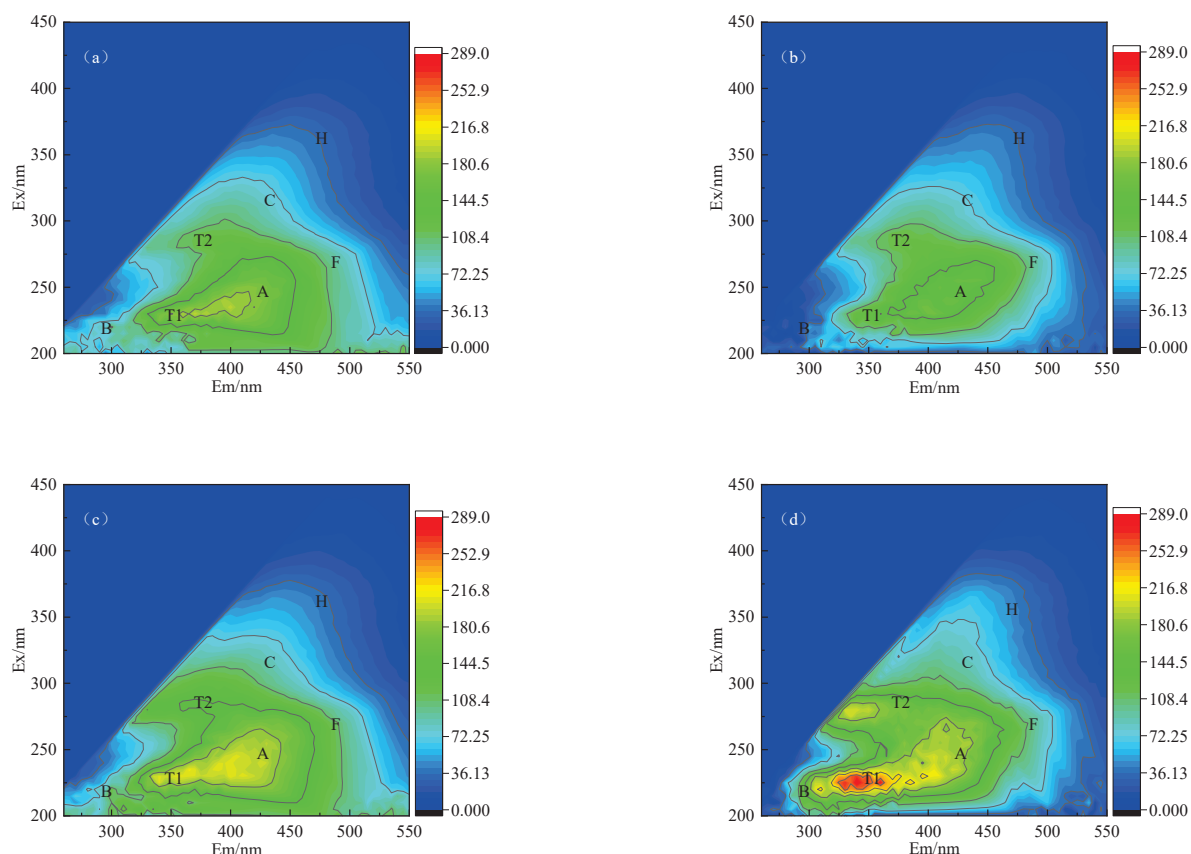 （a）
450
400
350
300
250
200
Ex/nm
300
350
400
450
500
550
Em/nm
H
C
T2
F
A
T1
B
289.0
252.9
216.8
180.6
144.5
108.4
72.25
36.13
0.000
（b）
450
400
350
300
250
200
Ex/nm
300
350
400
450
500
550
Em/nm
H
C
T2
F
A
T1
B
289.0
252.9
216.8
180.6
144.5
108.4
72.25
36.13
0.000
（c）
450
400
350
300
250
200
Ex/nm
300
350
400
450
500
550
Em/nm
H
C
T2
F
A
T1
B
289.0
252.9
216.8
180.6
144.5
108.4
72.25
36.13
0.000
（d）
450
400
350
300
250
200
Ex/nm
300
350
400
450
500
550
Em/nm
H
C
T2
F
A
T1
B
289.0
252.9
216.8
180.6
144.5
108.4
72.25
36.13
0.000